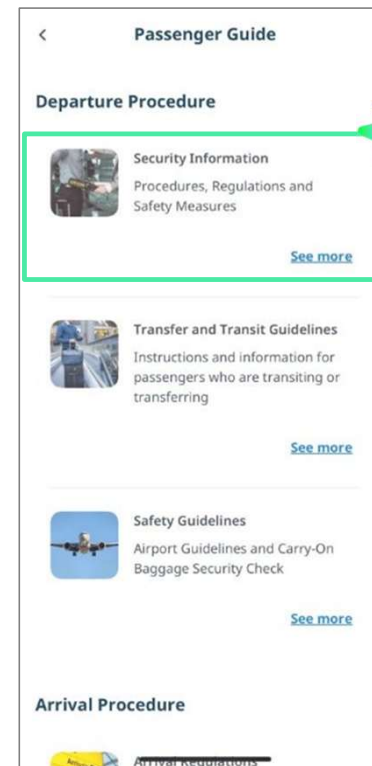 Passenger Guide
Departure Procedure
Security Information
Procedures, Regulations and
Safety Measures
See more
Transfer and Transit Guidelines
Instructions and information for
passengers who are transiting or
transferring
See more
Safety Guidelines
Airport Guidelines and Carry-On
Baggage Security Check
See more
Arrival Procedure
Arrival Regulations